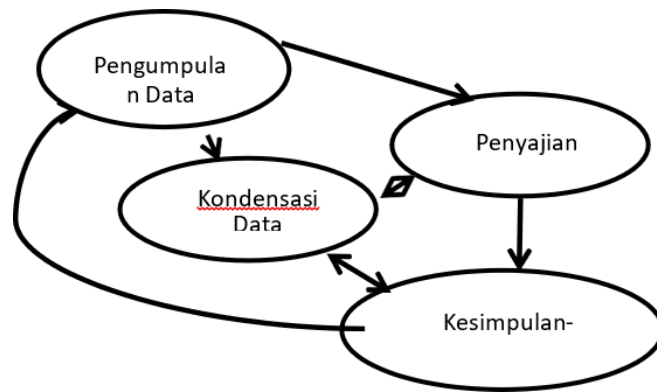 Pengumpula
n Data
Penyajian
Kondensasi
Data
Kesimpulan-